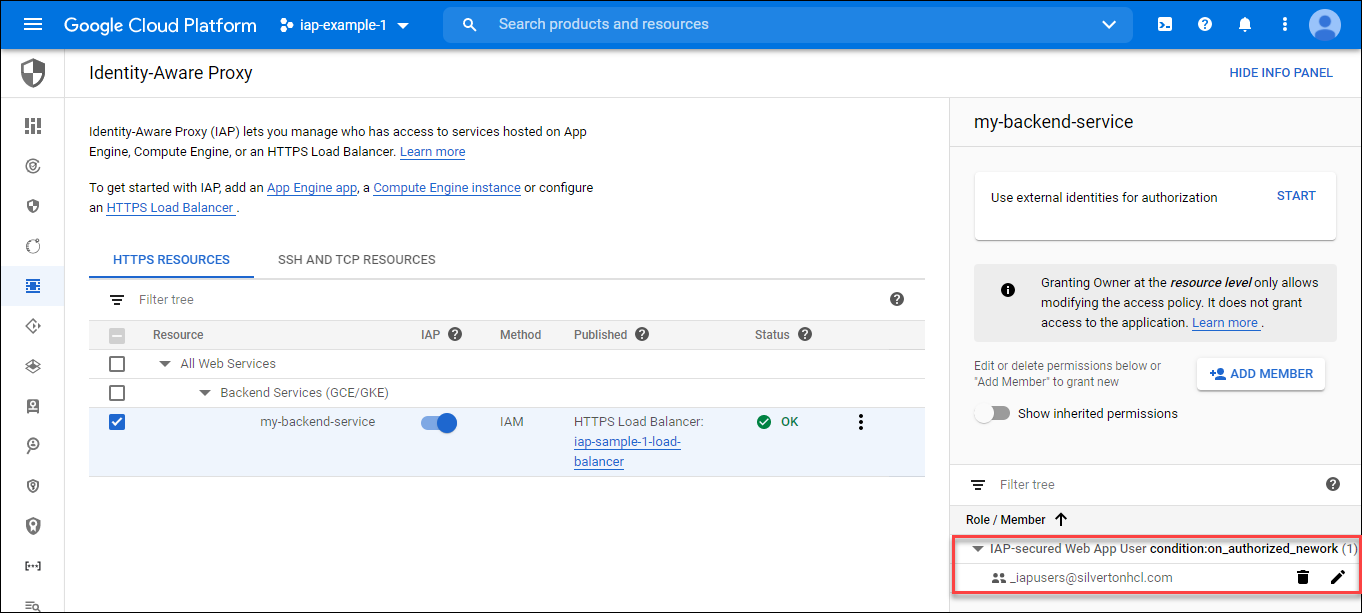 Google Cloud Platform
iap-example-1
Search products and resources
Identity-Aware Proxy
HIDE INFO PANEL
Identity-Aware Proxy (IAP) lets you manage who has access to services hosted on App
Engine, Compute Engine, or an HTTPS Load Balancer. Learn more
To get started with IAP, add an App Engine app, a Compute Engine instance or configure
an HTTPS Load Balancer .
HTTPS RESOURCES
SSH AND TCP RESOURCES
Filter tree
Resource
IAP
Method
Published
Status
All Web Services
Backend Services (GCE/GKE)
my-backend-service
IAM
HTTPS Load Balancer:
iap-sample-1-load-
balancer
OK
my-backend-service
Use external identities for authorization
START
Granting Owner at the resource level only allows
modifying the access policy. It does not grant
access to the application. Learn more .
Edit or delete permissions below or
"Add Member" to grant new
ADD MEMBER
Show inherited permissions
Filter tree
Role / Member
IAP-secured Web App User condition:on_authorized_nework (1)
_iapusers@silvertonhcl.com